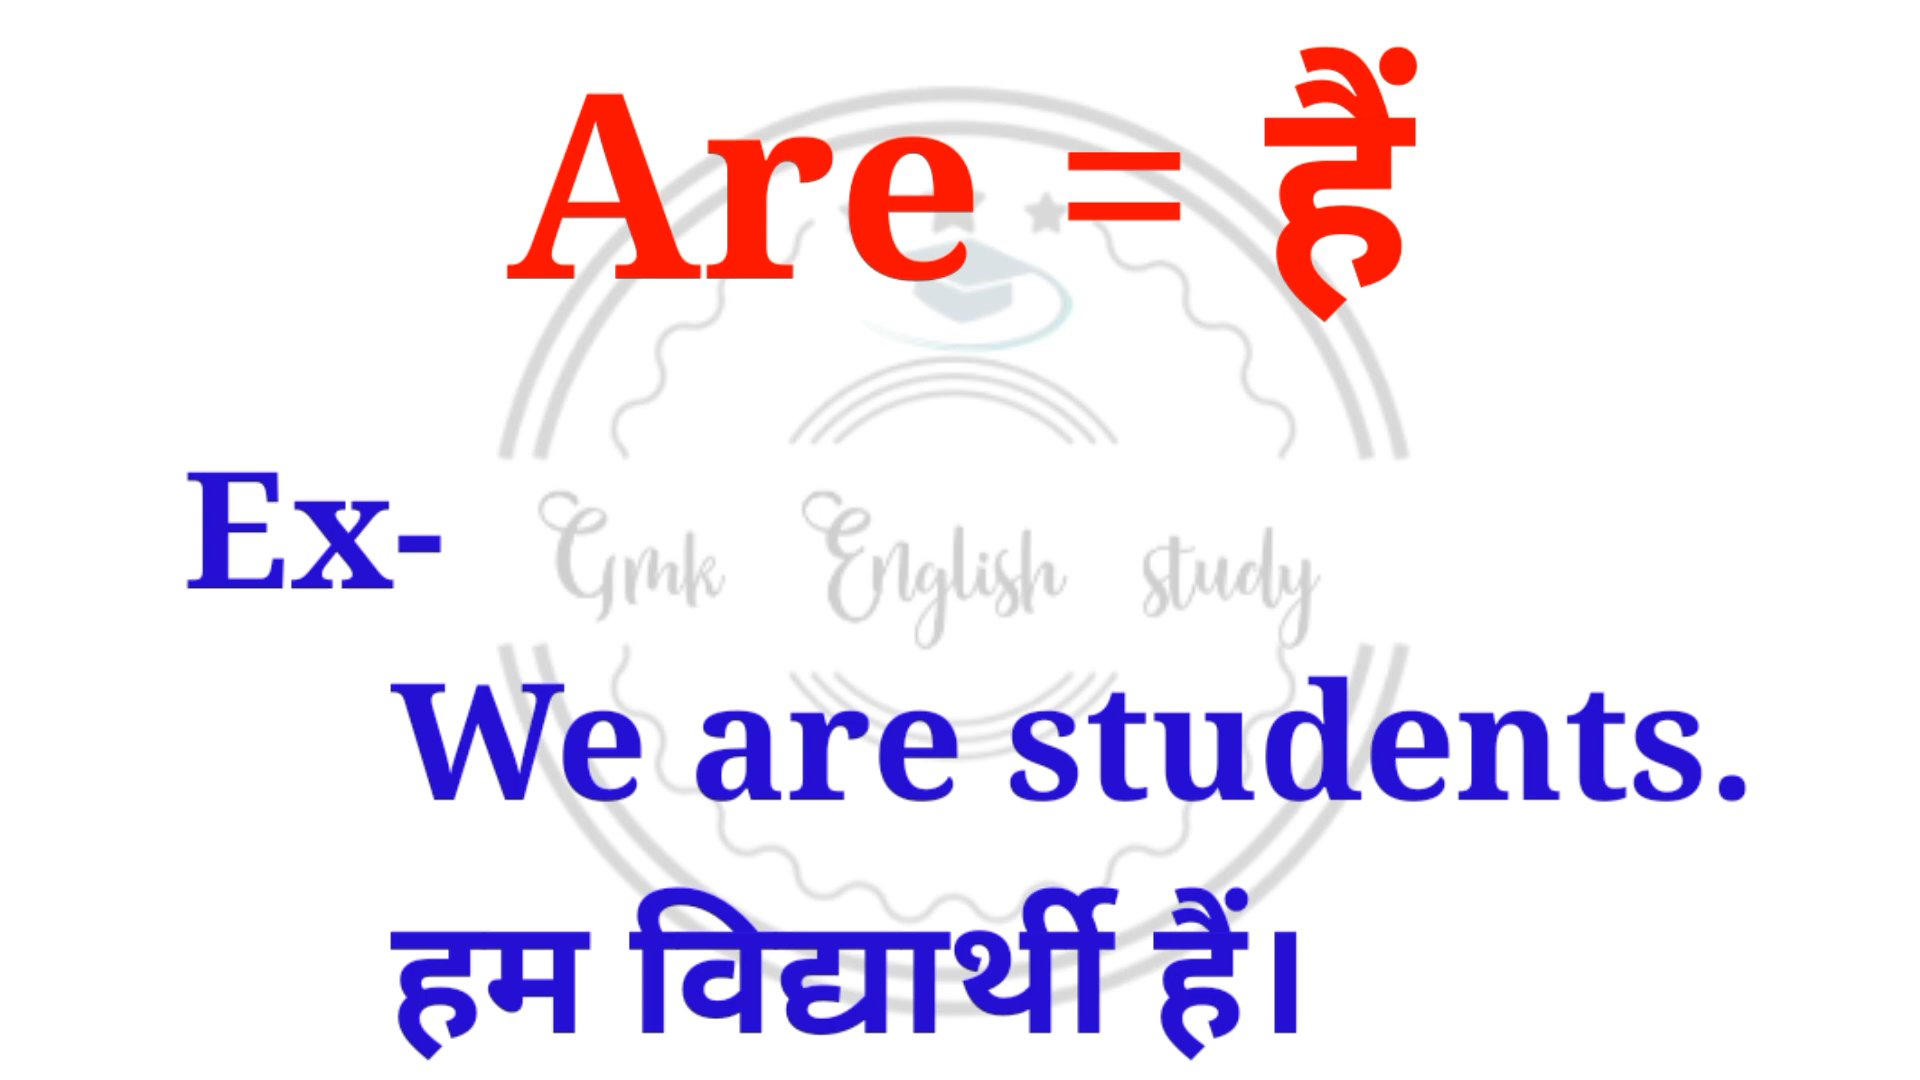 Are = हैं
Ex-
Gmk English study
We are students.
हम विद्यार्थी हैं।